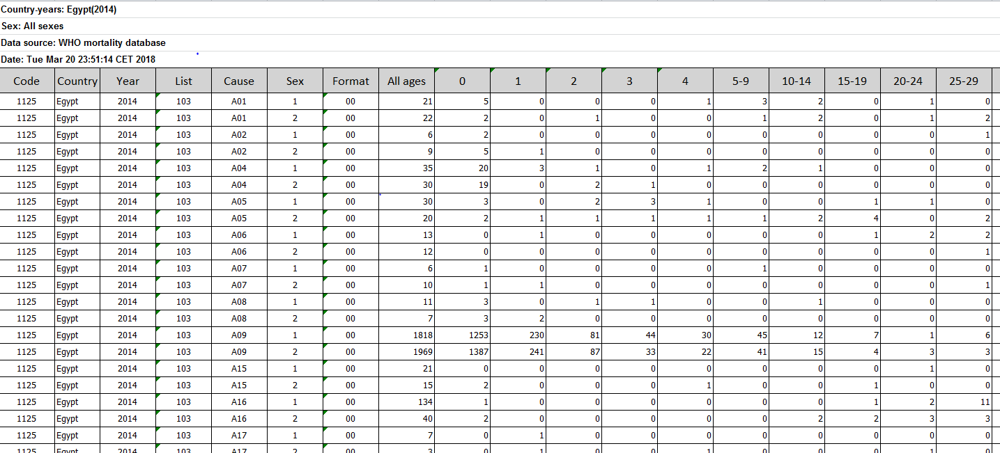 Country-years: Egypt(2014)
Sex: All sexes
Data source: WHO mortality database
Date: Tue Mar 20 23:51:14 CET 2018
Code Country Year List Cause Sex Format All ages 0 1 2 3 4 5-9 10-14 15-19 20-24 25-29
1125 Egypt 2014 103 A01 1 00 21 5 0 0 0 1 3 2 0 1 0
1125 Egypt 2014 103 A01 2 00 22 2 0 1 0 0 1 2 0 1 2
1125 Egypt 2014 103 A02 1 00 6 2 0 0 0 0 0 0 0 0 1
1125 Egypt 2014 103 A02 2 00 9 5 1 0 0 0 0 0 0 0 0
1125 Egypt 2014 103 A04 1 00 35 20 3 1 0 1 2 1 0 0 0
1125 Egypt 2014 103 A04 2 00 30 19 0 2 1 0 0 0 0 0 0
1125 Egypt 2014 103 A05 1 00 30 3 0 2 3 1 0 0 1 1 0
1125 Egypt 2014 103 A05 2 00 20 2 1 1 1 1 1 2 4 0 2
1125 Egypt 2014 103 A06 1 00 13 0 1 0 0 0 0 0 1 2 2
1125 Egypt 2014 103 A06 2 00 12 0 0 0 0 0 0 0 0 0 1
1125 Egypt 2014 103 A07 1 00 6 1 0 0 0 0 1 0 0 0 0
1125 Egypt 2014 103 A07 2 00 10 1 1 0 0 0 0 0 0 0 1
1125 Egypt 2014 103 A08 1 00 11 3 0 1 1 0 0 1 0 0 0
1125 Egypt 2014 103 A08 2 00 7 3 2 0 0 0 0 0 0 0 0
1125 Egypt 2014 103 A09 1 00 1818 1253 230 81 44 30 45 12 7 1 6
1125 Egypt 2014 103 A09 2 00 1969 1387 241 87 33 22 41 15 4 3 3
1125 Egypt 2014 103 A15 1 00 21 0 0 0 0 0 0 0 0 1 0
1125 Egypt 2014 103 A15 2 00 15 2 0 0 0 1 0 0 1 0 0
1125 Egypt 2014 103 A16 1 00 134 1 0 0 0 0 0 0 1 2 11
1125 Egypt 2014 103 A16 2 00 40 2 0 0 0 0 0 2 2 3 3
1125 Egypt 2014 103 A17 1 00 7 0 1 0 0 0 0 0 0 0 0
1125 Egypt 2014 103 A17 2 00 3 0 1 0 0 1 0 0 0 1 0